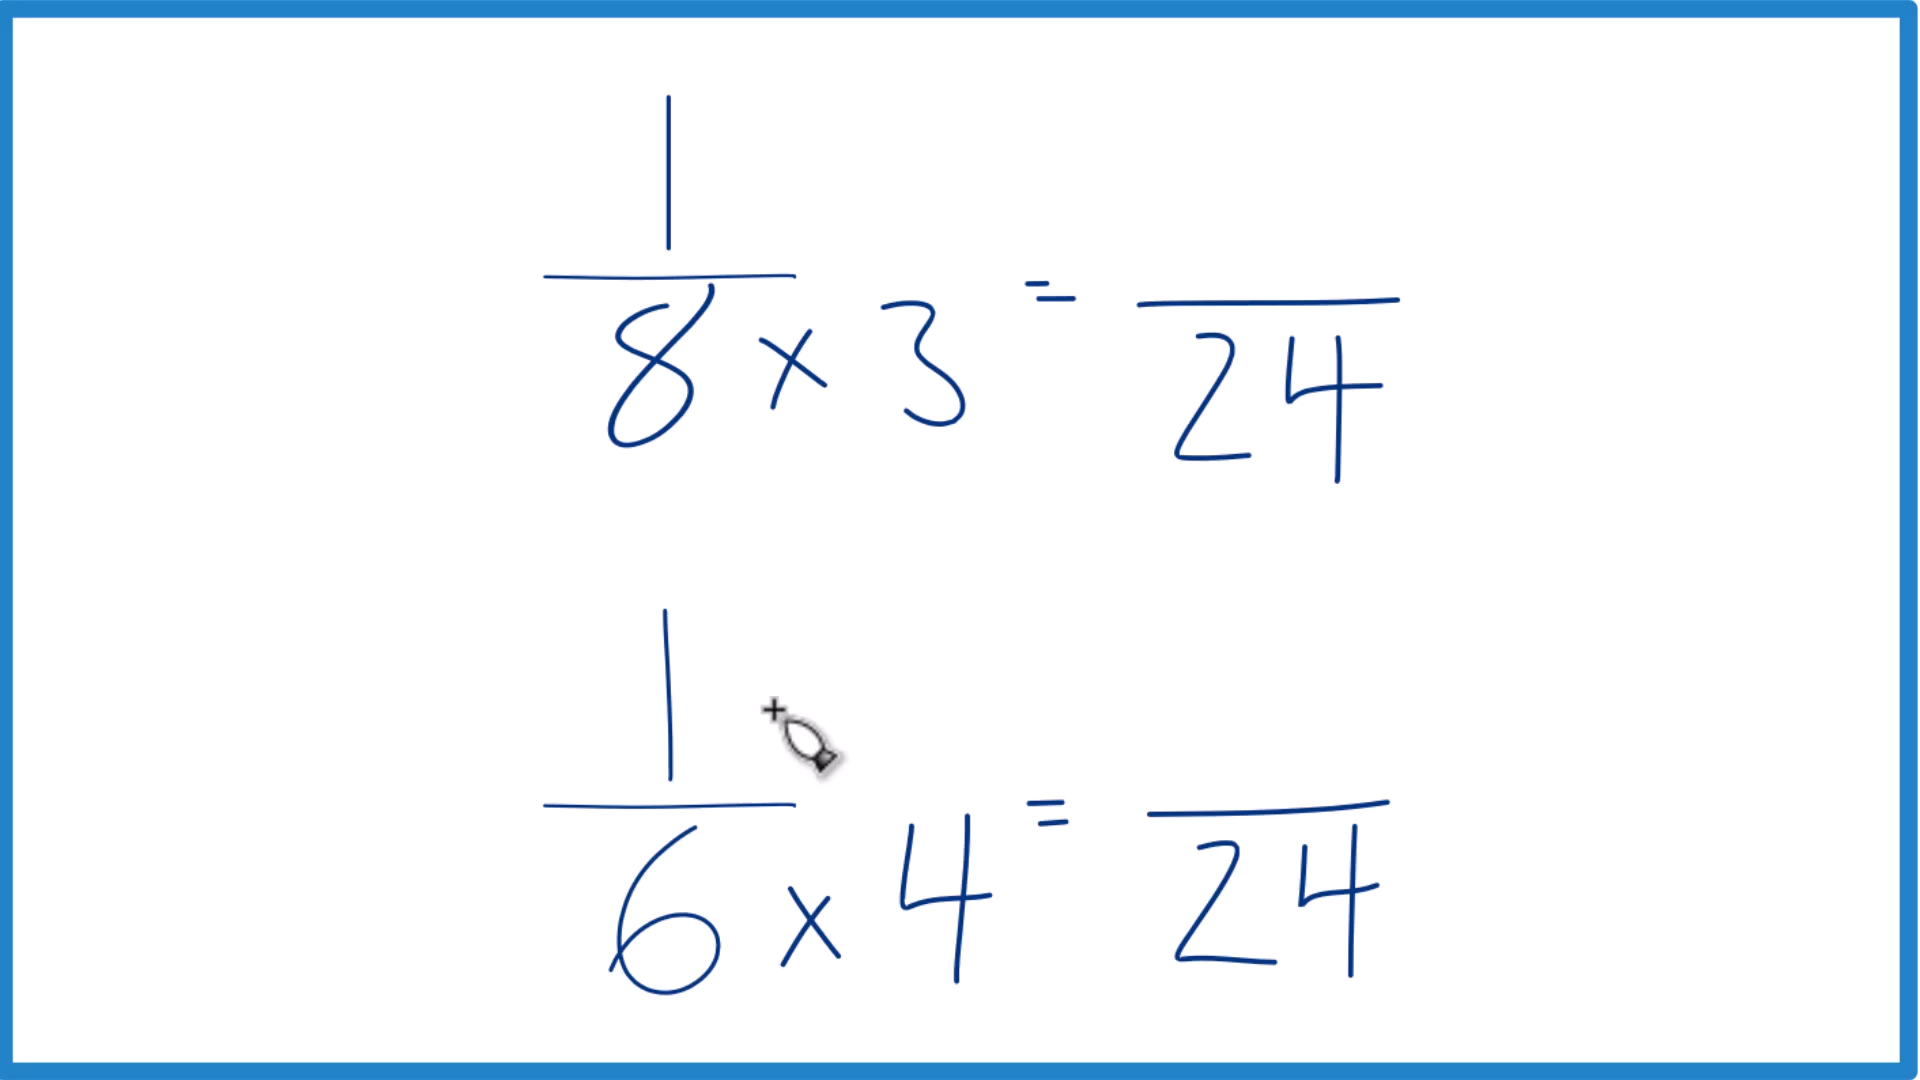 1
8 × 3 = 24
1
6 × 4 = 24